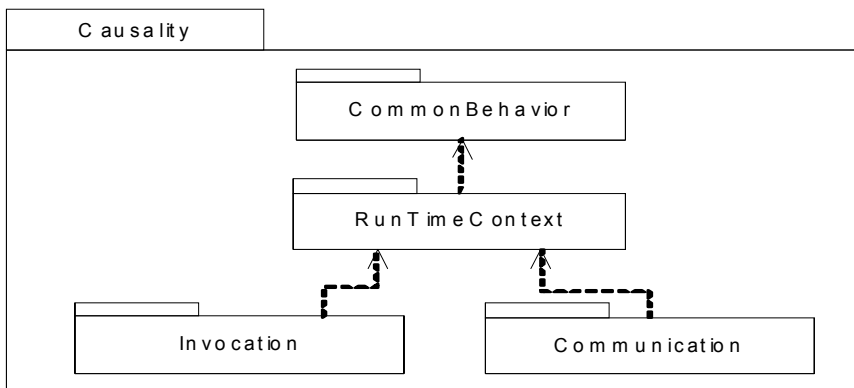 Causality
CommonBehavior
RunTimeContext
Invocation
Communication